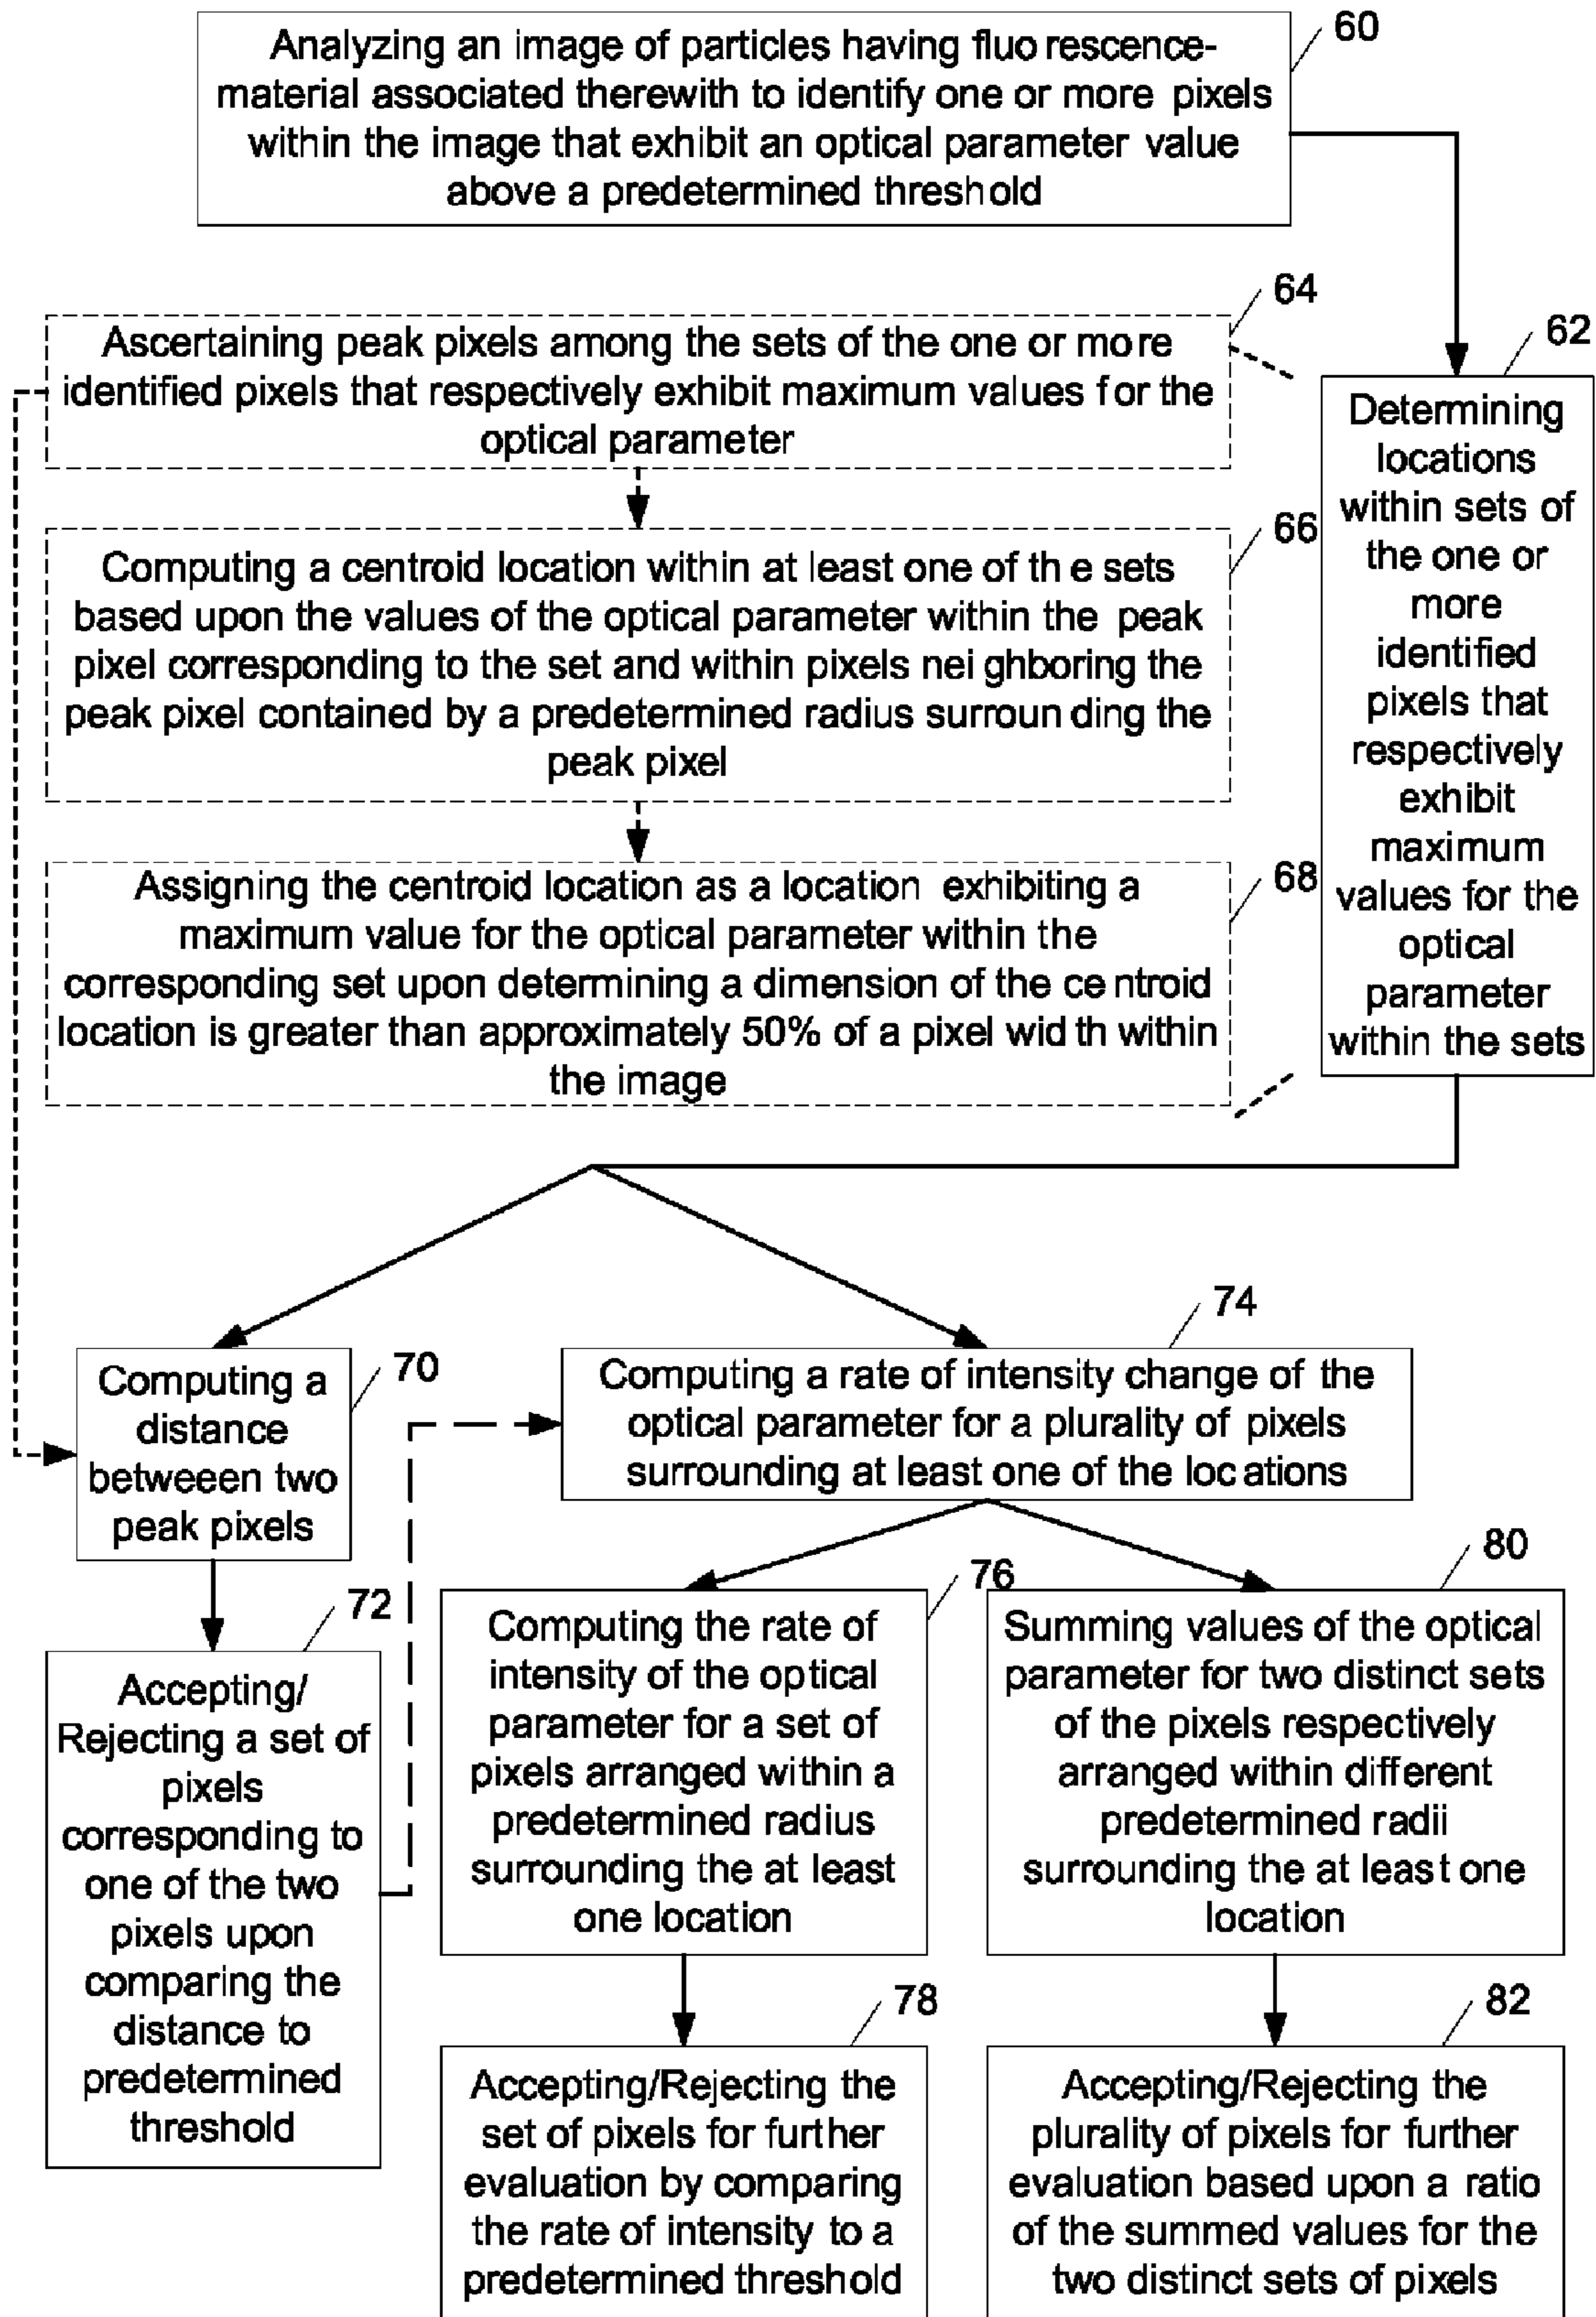 Analyzing an image of particles having fluo rescence-
material associated therewith to identify one or more pixels
within the image that exhibit an optical parameter value
above a predetermined threshold
60
64
Ascertaining peak pixels among the sets of the one or more
identified pixels that respectively exhibit maximum values for the
optical parameter
62
Determining
locations
within sets of
the one or
more
identified
pixels that
respectively
exhibit
maximum
values for the
optical
parameter
within the sets
66
Computing a centroid location within at least one of th e sets
based upon the values of the optical parameter within the peak
pixel corresponding to the set and within pixels nei ghboring the
peak pixel contained by a predetermined radius surroun ding the
peak pixel
68
Assigning the centroid location as a location exhibiting a
maximum value for the optical parameter within the
corresponding set upon determining a dimension of the ce ntroid
location is greater than approximately 50% of a pixel wid th within
the image
70
Computing a
distance
betweeen two
peak pixels
72
Accepting/
Rejecting a set of
pixels
corresponding to
one of the two
pixels upon
comparing the
distance to
predetermined
threshold
74
Computing a rate of intensity change of the
optical parameter for a plurality of pixels
surrounding at least one of the locations
76
Computing the rate of
intensity of the optical
parameter for a set of
pixels arranged within a
predetermined radius
surrounding the at least
one location
78
Accepting/Rejecting the
set of pixels for further
evaluation by comparing
the rate of intensity to a
predetermined threshold
80
Summing values of the optical
parameter for two distinct sets
of the pixels respectively
arranged within different
predetermined radii
surrounding the at least one
location
82
Accepting/Rejecting the
plurality of pixels for further
evaluation based upon a ratio
of the summed values for the
two distinct sets of pixels